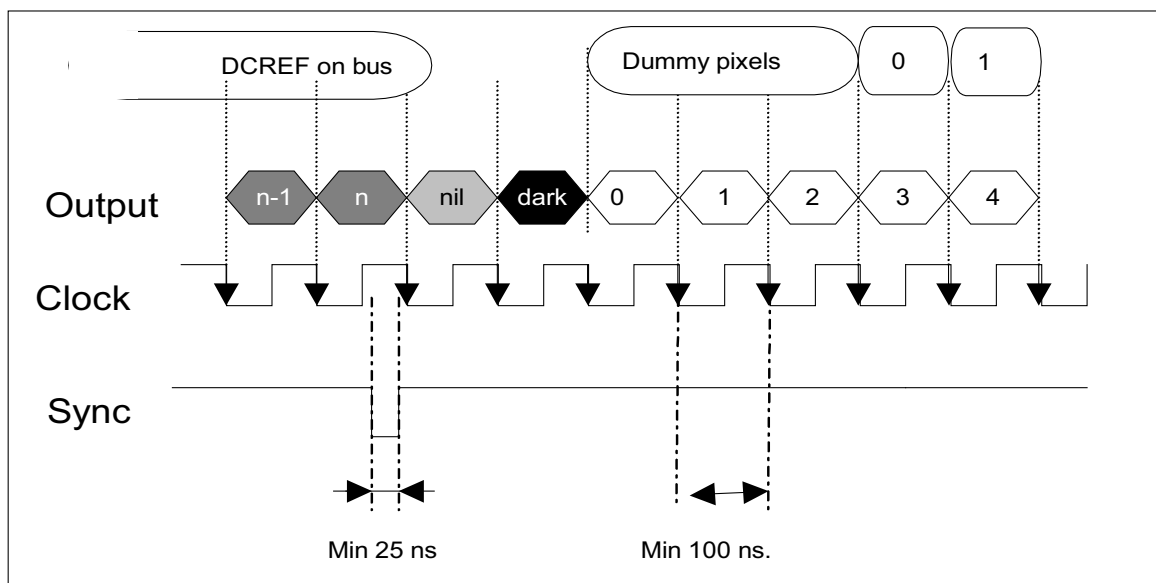 DCREF on bus Dummy pixels 0 1
Output n-1 n nil dark 0 1 2 3 4
Clock
Sync
Min 25 ns Min 100 ns.